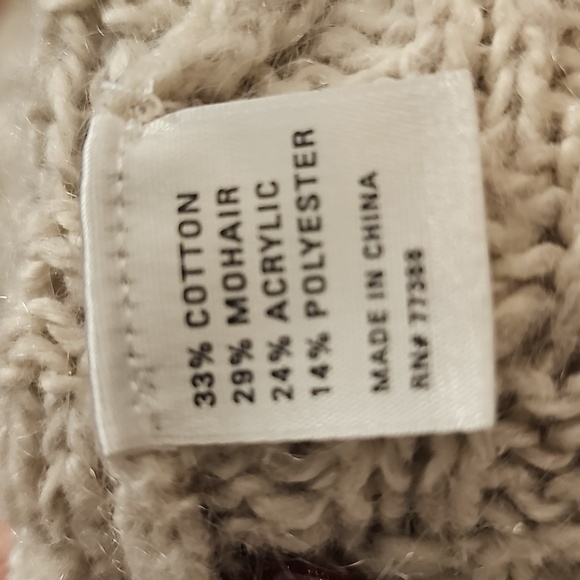 33% COTTON
29% MOHAIR
24% ACRYLIC
14% POLYESTER
MADE IN CHINA
RN# 77388